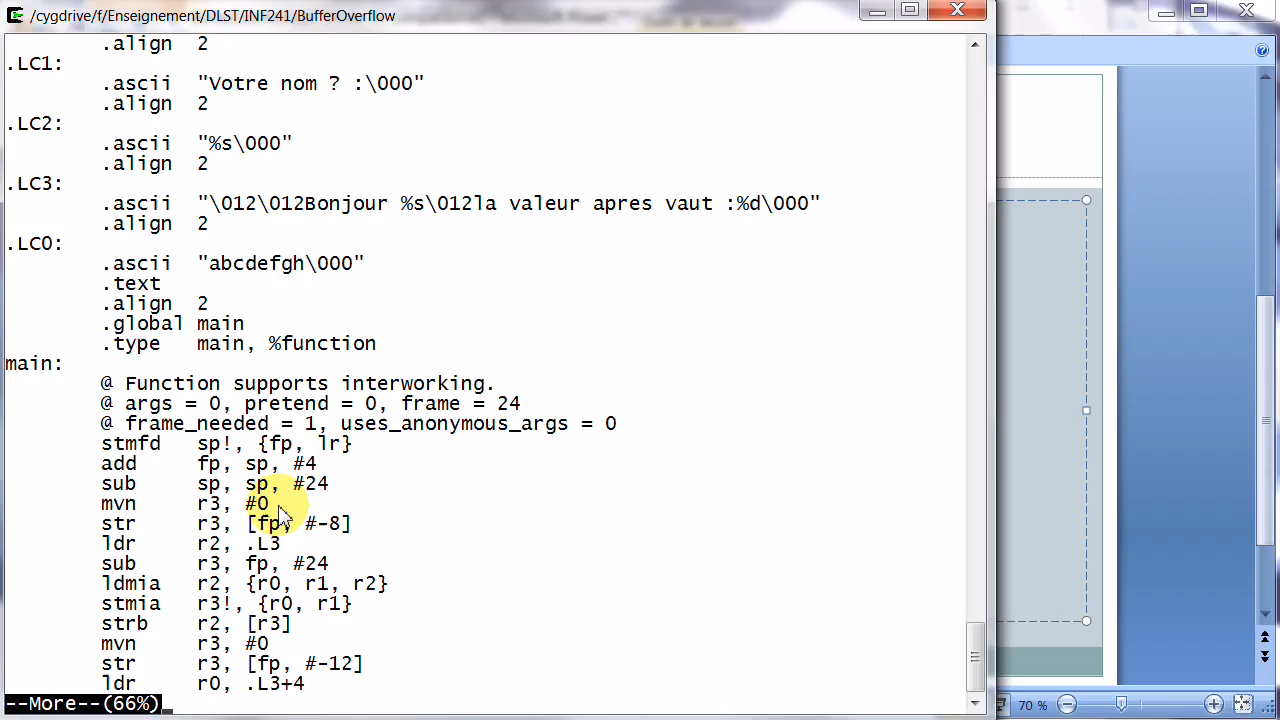 /cygdrive/f/Enseignement/DLST/INF241/BufferOverflow
.align 2
.LC1:
.ascii "Votre nom ? :\000"
.align 2
.LC2:
.ascii "%s\000"
.align 2
.LC3:
.ascii "\012\012Bonjour %s\012la valeur apres vaut :%d\000"
.align 2
.LC0:
.ascii "abcdefgh\000"
.text
.align 2
.global main
.type main, %function
main:
@ Function supports interworking.
@ args = 0, pretend = 0, frame = 24
@ frame_needed = 1, uses_anonymous_args = 0
stmfd sp!, {fp, lr}
add fp, sp, #4
sub sp, sp, #24
mvn r3, #0
str r3, [fp, #-8]
ldr r2, .L3
sub r3, fp, #24
ldmia r2, {r0, r1, r2}
stmia r3!, {r0, r1}
strb r2, [r3]
mvn r3, #0
str r3, [fp, #-12]
ldr r0, .L3+4
--More--(66%)
70 %